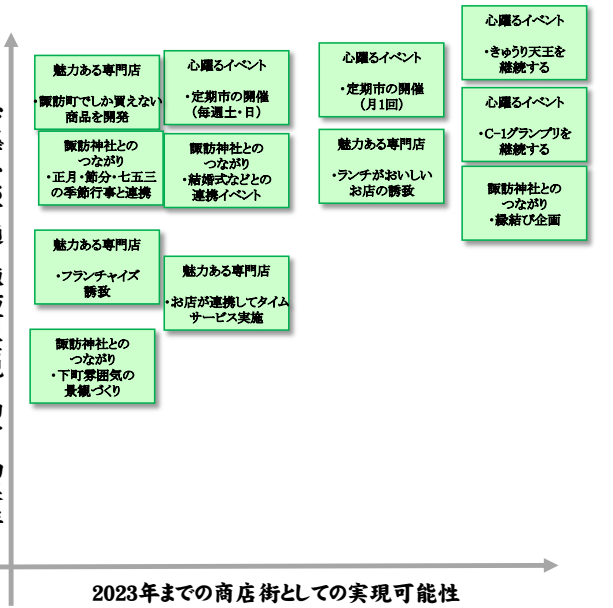 心躍るイベント
・きゅうり天王を
継続する
魅力ある専門店
・諏訪町でしか買えない
商品を開発
心躍るイベント
・定期市の開催
（毎週土・日）
心躍るイベント
・定期市の開催
（月1回）
心躍るイベント
・C-1グランプリを
継続する
諏訪神社との
つながり
・正月・節分・七五三
の季節行事と連携
諏訪神社との
つながり
・結婚式などとの
連携イベント
魅力ある専門店
・ランチがおいしい
お店の誘致
諏訪神社との
つながり
・縁結び企画
魅力ある専門店
・フランチャイズ
誘致
魅力ある専門店
・お店が連携してタイム
サービス実施
諏訪神社との
つながり
・下町雰囲気の
景観づくり
2023年までの商店街としての実現可能性